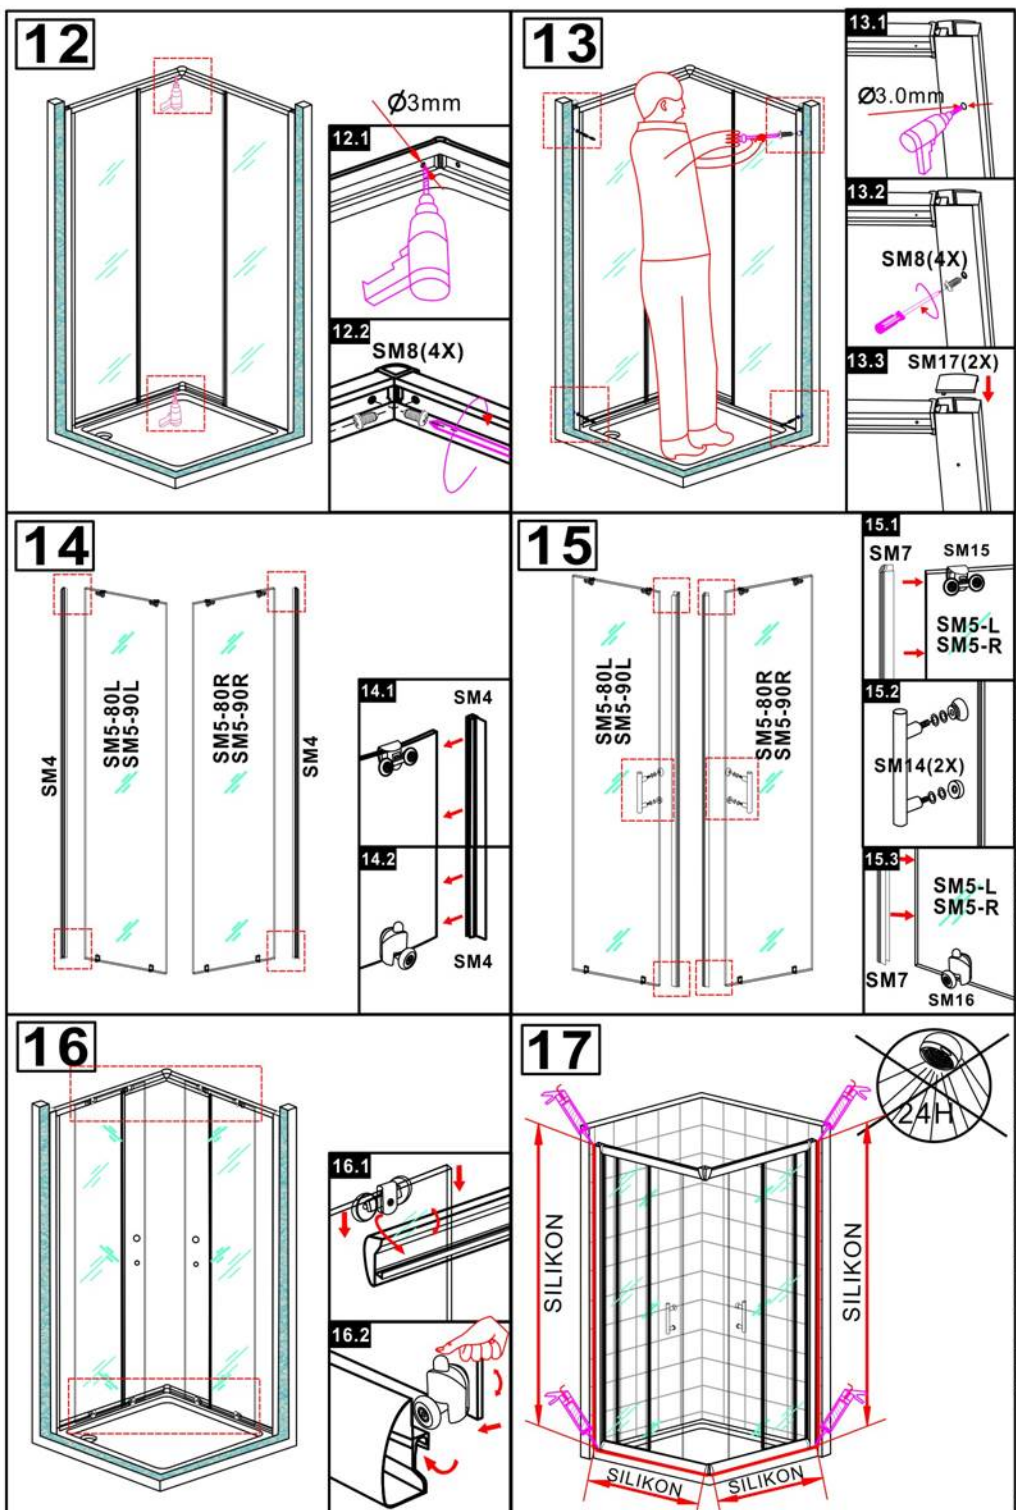 12
Ø3mm
12.1
12.2
SM8(4X)
13
13.1
Ø3.0mm
13.2
SM8(4X)
13.3
SM17(2X)
14
SM4
SM5-80L
SM5-90L
SM5-80R
SM5-90R
SM4
14.1
SM4
14.2
SM4
15
SM5-80L
SM5-90L
SM5-80R
SM5-90R
15.1
SM7
SM15
SM5-L
SM5-R
15.2
SM14(2X)
15.3
SM5-L
SM5-R
SM7
SM16
16
16.1
16.2
17
24H
SILIKON
SILIKON
SILIKON
SILIKON